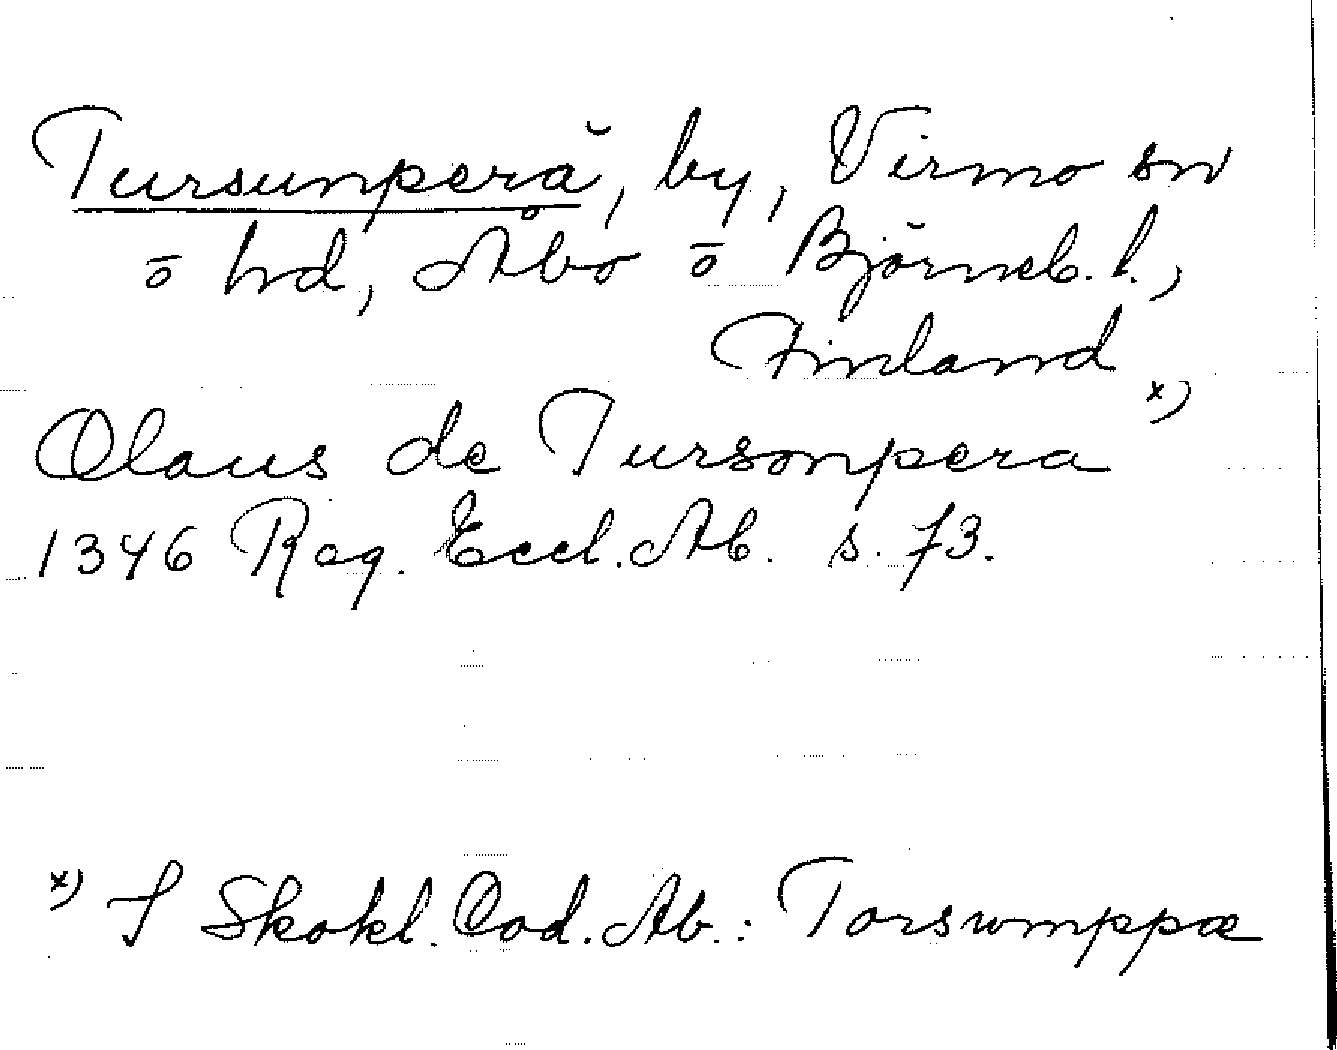 Tursunperä, by, Virmo sn
o hd, Åbo o Björneb. l.,
Finland
Olaus de Tursonpera x)
1346 Reg. Eccl. Ab. s. 73.
x) I Skokl. Cod. Ab.: Torswmppæ